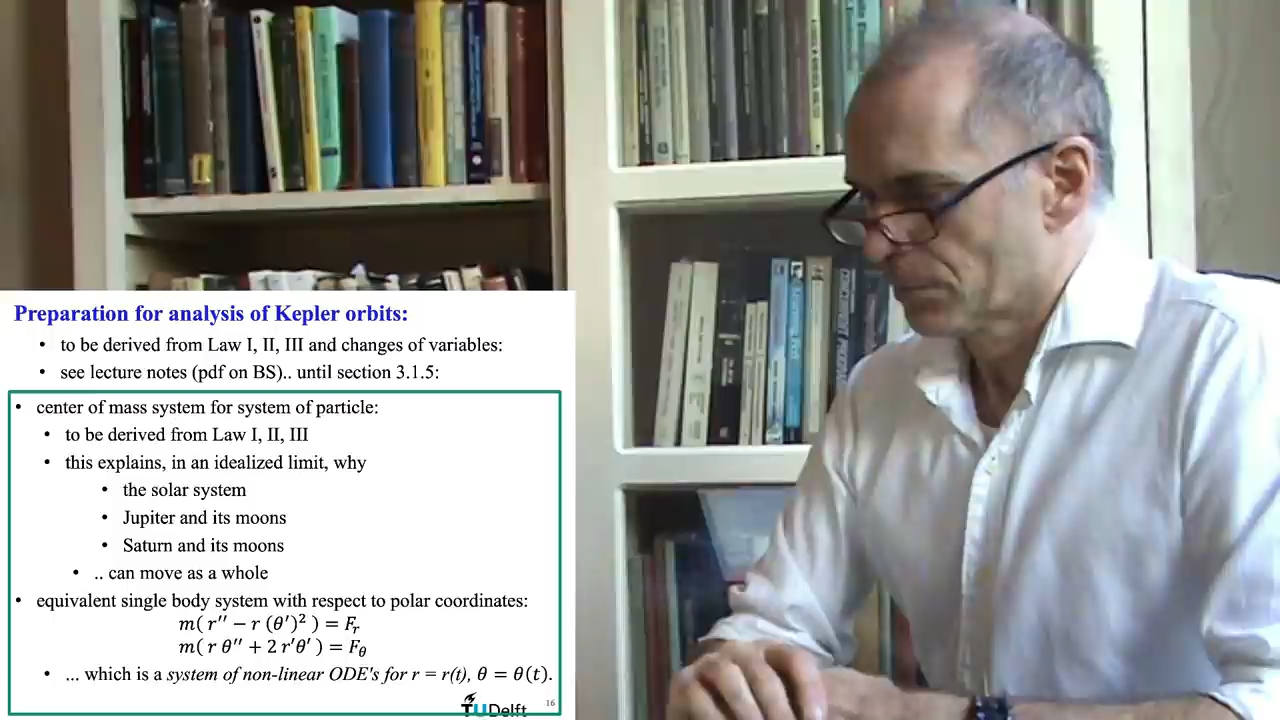 Preparation for analysis of Kepler orbits:
• to be derived from Law I, II, III and changes of variables:
• see lecture notes (pdf on BS).. until section 3.1.5:
• center of mass system for system of particle:
• to be derived from Law I, II, III
• this explains, in an idealized limit, why
• the solar system
• Jupiter and its moons
• Saturn and its moons
• .. can move as a whole
• equivalent single body system with respect to polar coordinates:
m( r′′ − r (θ′)² ) = Fᵣ
m( r θ′′ + 2 r′θ′ ) = F_θ
• ... which is a system of non-linear ODE's for r = r(t), θ = θ(t).
TUDelft
16